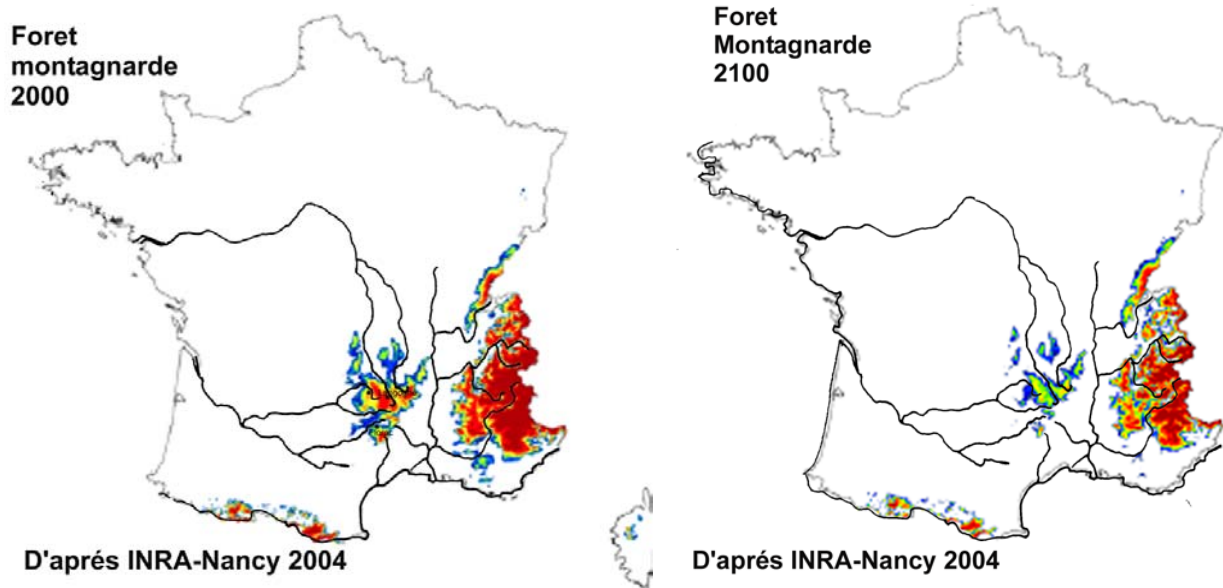 Foret
montagnarde
2000
D'aprés INRA-Nancy 2004
Foret
Montagnarde
2100
D'aprés INRA-Nancy 2004